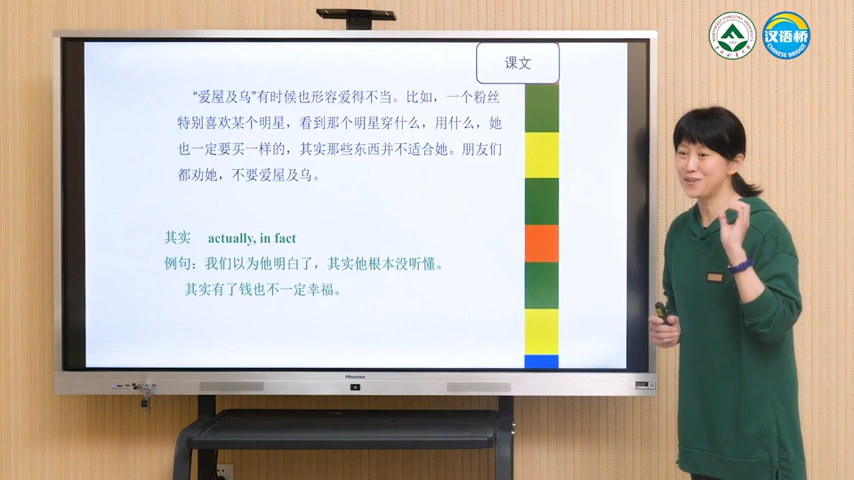 NORTHEAST FORESTRY UNIVERSITY
汉语桥
CHINESE BRIDGE
课文
“爱屋及乌”有时候也形容爱得不当。比如，一个粉丝
特别喜欢某个明星，看到那个明星穿什么，用什么，她
也一定要买一样的，其实那些东西并不适合她。朋友们
都劝她，不要爱屋及乌。
其实 actually, in fact
例句：我们以为他明白了，其实他根本没听懂。
其实有了钱也不一定幸福。
Hisense